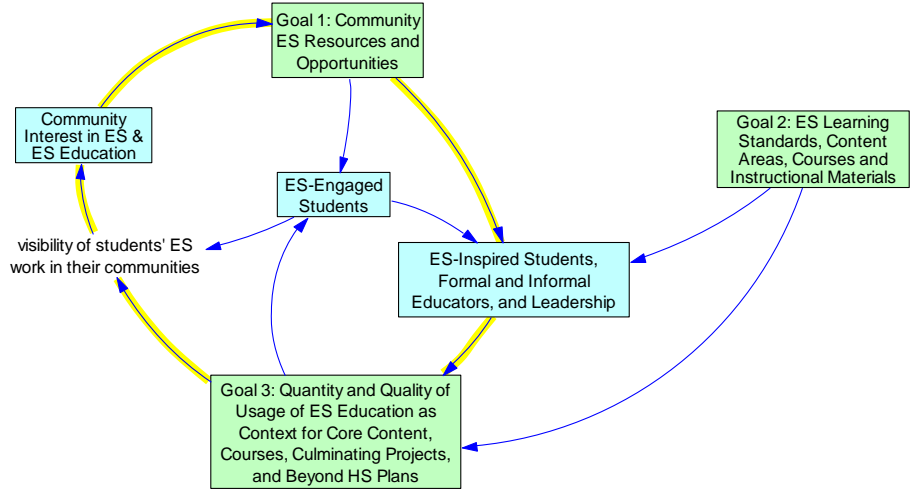 Goal 1: Community
ES Resources and
Opportunities
Community
Interest in ES &
ES Education
Goal 2: ES Learning
Standards, Content
Areas, Courses and
Instructional Materials
ES-Engaged
Students
visibility of students' ES
work in their communities
ES-Inspired Students,
Formal and Informal
Educators, and Leadership
Goal 3: Quantity and Quality of
Usage of ES Education as
Context for Core Content,
Courses, Culminating Projects,
and Beyond HS Plans